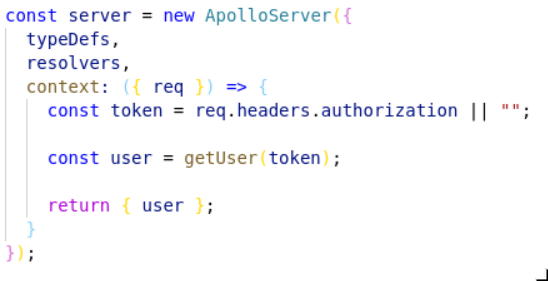 const server = new ApolloServer({
  typeDefs,
  resolvers,
  context: ({ req }) => {
    const token = req.headers.authorization || "";

    const user = getUser(token);

    return { user };
  }
});